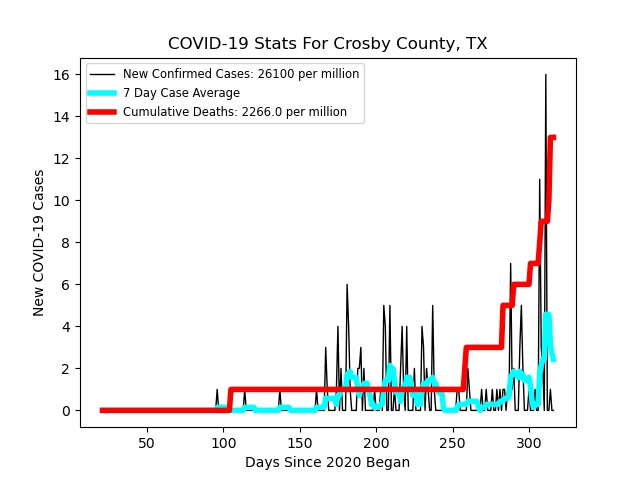 COVID-19 Stats For Crosby County, TX
New Confirmed Cases: 26100 per million
7 Day Case Average
Cumulative Deaths: 2266.0 per million
New COVID-19 Cases
16
14
12
10
8
6
4
2
0
50 100 150 200 250 300
Days Since 2020 Began